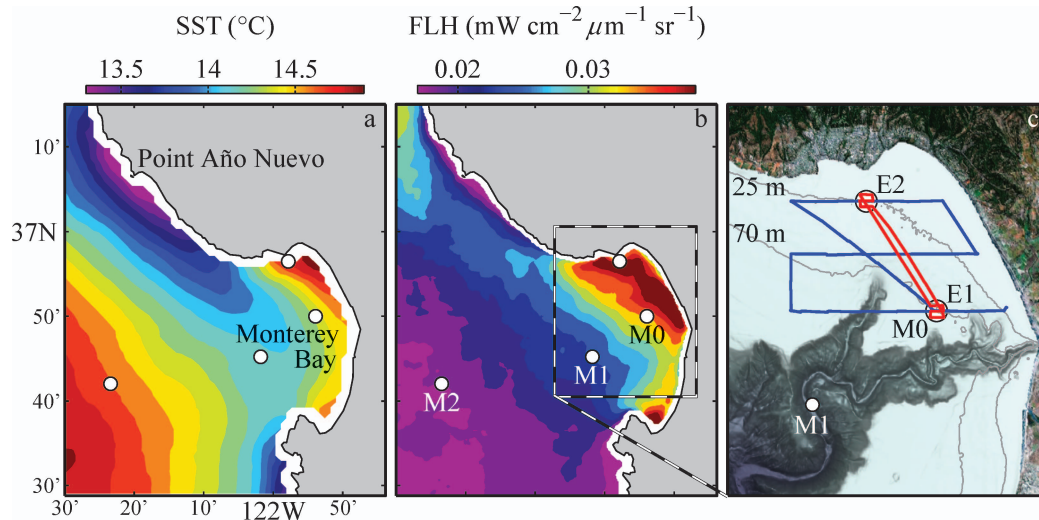 SST (°C)
FLH (mW cm−2 μm−1 sr−1)
13.5 14 14.5
0.02 0.03
a
b
c
10'
Point Año Nuevo
25 m
E2
37N
70 m
E1
50'
Monterey
Bay
M0
M0
M1
M2
40'
M1
30'
30' 20' 10' 122W 50'